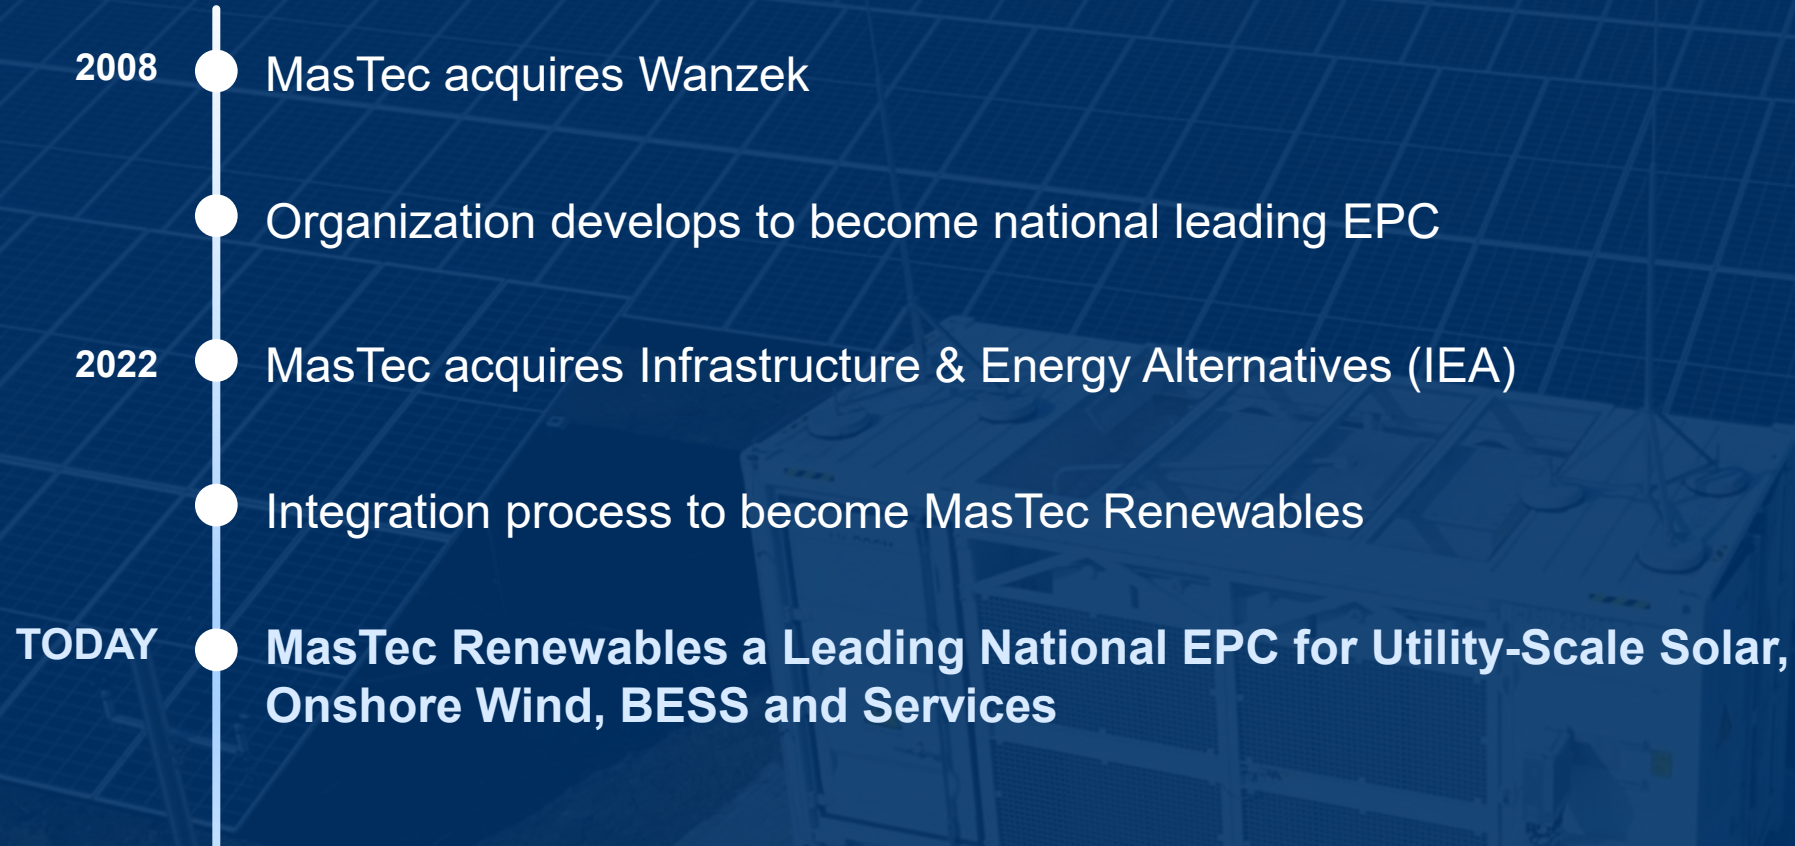 2008
MasTec acquires Wanzek
Organization develops to become national leading EPC
2022
MasTec acquires Infrastructure & Energy Alternatives (IEA)
Integration process to become MasTec Renewables
TODAY
MasTec Renewables a Leading National EPC for Utility-Scale Solar,
Onshore Wind, BESS and Services